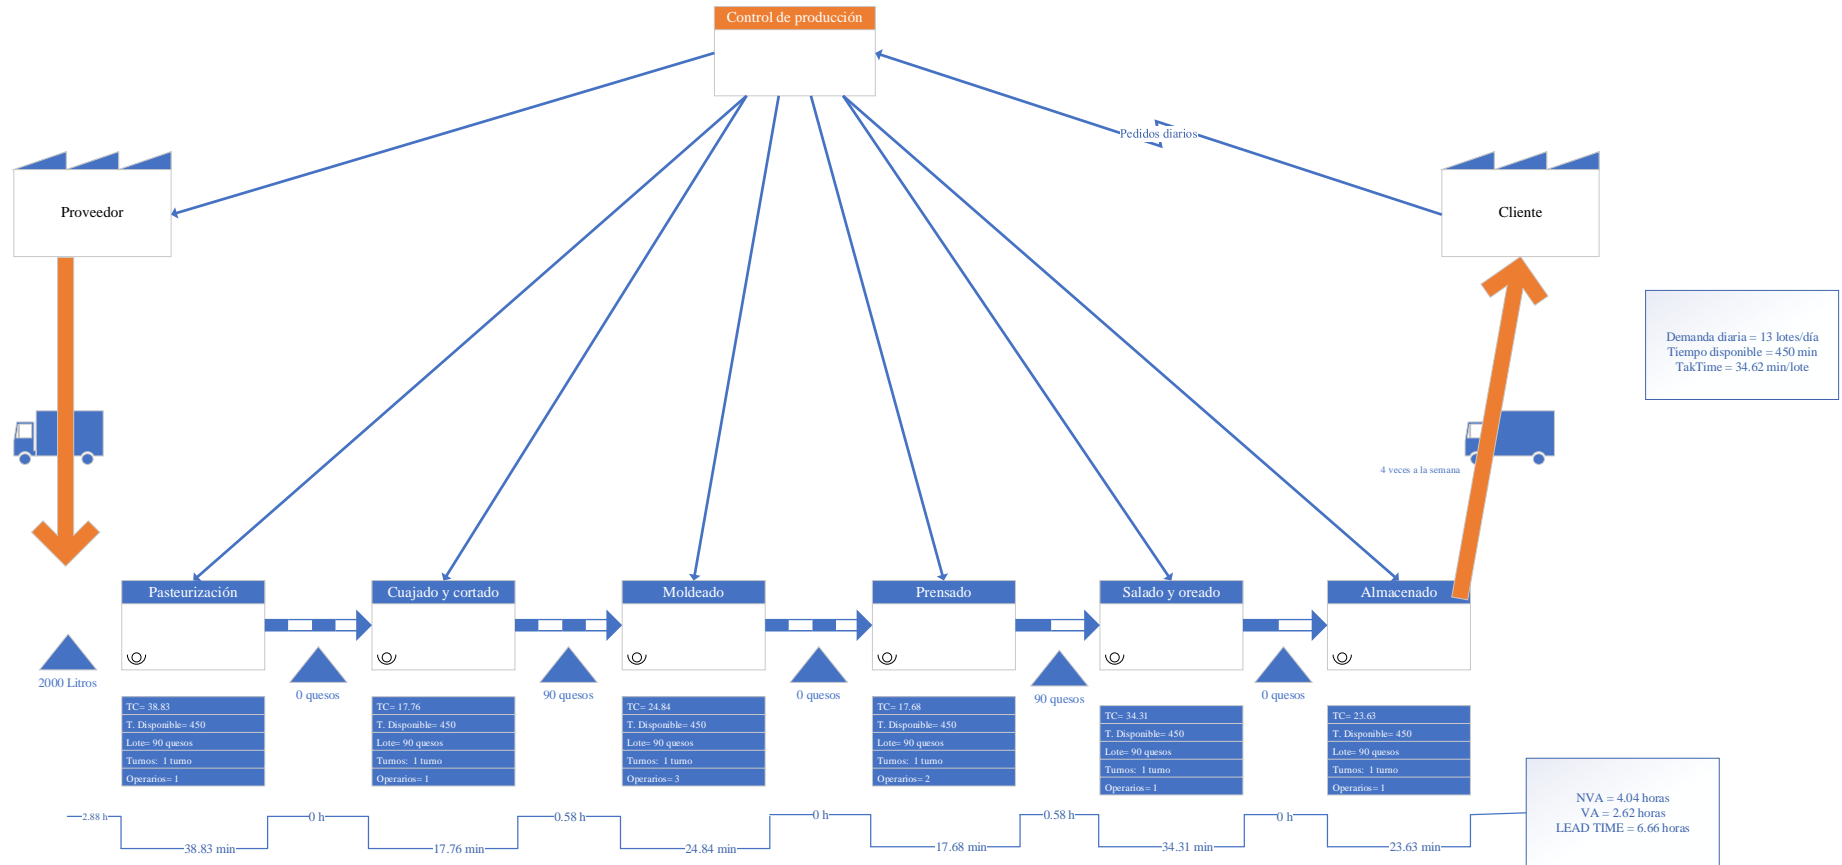 Control de producción
Pedidos diarios
Proveedor
Cliente
Demanda diaria = 13 lotes/día
Tiempo disponible = 450 min
TakTime = 34.62 min/lote
4 veces a la semana
Pasteurización
Cuajado y cortado
Moldeado
Prensado
Salado y oreado
Almacenado
2000 Litros
0 quesos
90 quesos
0 quesos
90 quesos
0 quesos
TC= 38.83
T. Disponible= 450
Lote= 90 quesos
Turnos: 1 turno
Operarios= 1
TC= 17.76
T. Disponible= 450
Lote= 90 quesos
Turnos: 1 turno
Operarios= 1
TC= 24.84
T. Disponible= 450
Lote= 90 quesos
Turnos: 1 turno
Operarios= 3
TC= 17.68
T. Disponible= 450
Lote= 90 quesos
Turnos: 1 turno
Operarios= 2
TC= 34.31
T. Disponible= 450
Lote= 90 quesos
Turnos: 1 turno
Operarios= 1
TC= 23.63
T. Disponible= 450
Lote= 90 quesos
Turnos: 1 turno
Operarios= 1
2.88 h
38.83 min
0 h
17.76 min
0.58 h
24.84 min
0 h
17.68 min
0.58 h
34.31 min
0 h
23.63 min
NVA = 4.04 horas
VA = 2.62 horas
LEAD TIME = 6.66 horas